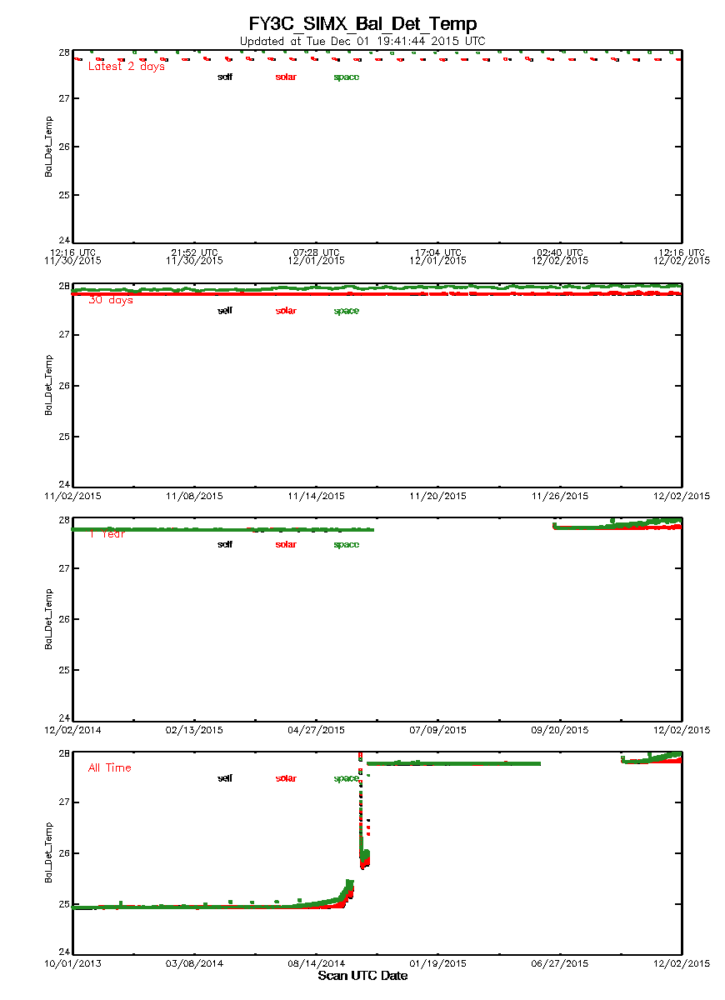 FY3C_SIMX_Bal_Det_Temp
Updated at Tue Dec 01 19:41:44 2015 UTC
28
Latest 2 days
self solar space
27
26
25
24
Bal_Det_Temp
12:16 UTC 21:52 UTC 07:28 UTC 17:04 UTC 02:40 UTC 12:16 UTC
11/30/2015 11/30/2015 12/01/2015 12/01/2015 12/02/2015 12/02/2015
28
30 days
self solar space
27
26
25
24
Bal_Det_Temp
11/02/2015 11/08/2015 11/14/2015 11/20/2015 11/26/2015 12/02/2015
28
1 Year
self solar space
27
26
25
24
Bal_Det_Temp
12/02/2014 02/13/2015 04/27/2015 07/09/2015 09/20/2015 12/02/2015
28
All Time
self solar space
27
26
25
24
Bal_Det_Temp
10/01/2013 03/08/2014 08/14/2014 01/19/2015 06/27/2015 12/02/2015
Scan UTC Date